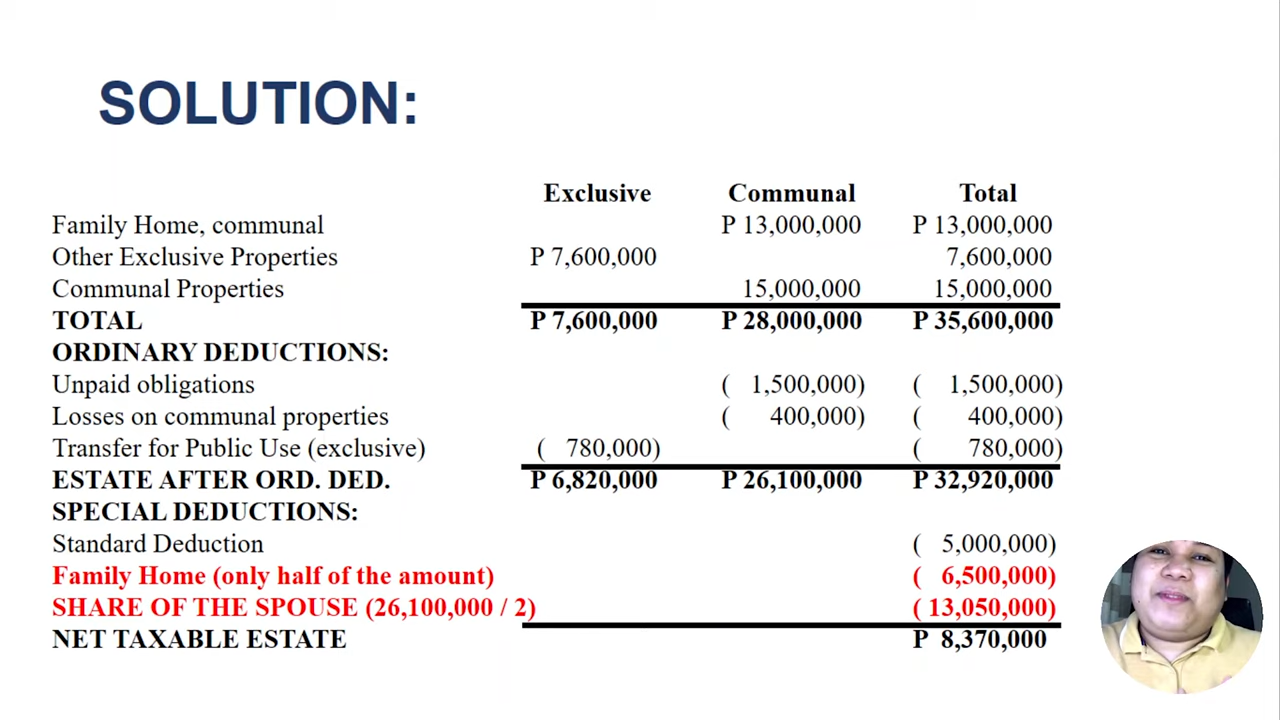 SOLUTION:
Exclusive Communal Total
Family Home, communal P 13,000,000 P 13,000,000
Other Exclusive Properties P 7,600,000 7,600,000
Communal Properties 15,000,000 15,000,000
TOTAL P 7,600,000 P 28,000,000 P 35,600,000
ORDINARY DEDUCTIONS:
Unpaid obligations ( 1,500,000) ( 1,500,000)
Losses on communal properties ( 400,000) ( 400,000)
Transfer for Public Use (exclusive) ( 780,000) ( 780,000)
ESTATE AFTER ORD. DED. P 6,820,000 P 26,100,000 P 32,920,000
SPECIAL DEDUCTIONS:
Standard Deduction ( 5,000,000)
Family Home (only half of the amount) ( 6,500,000)
SHARE OF THE SPOUSE (26,100,000 / 2) ( 13,050,000)
NET TAXABLE ESTATE P 8,370,000